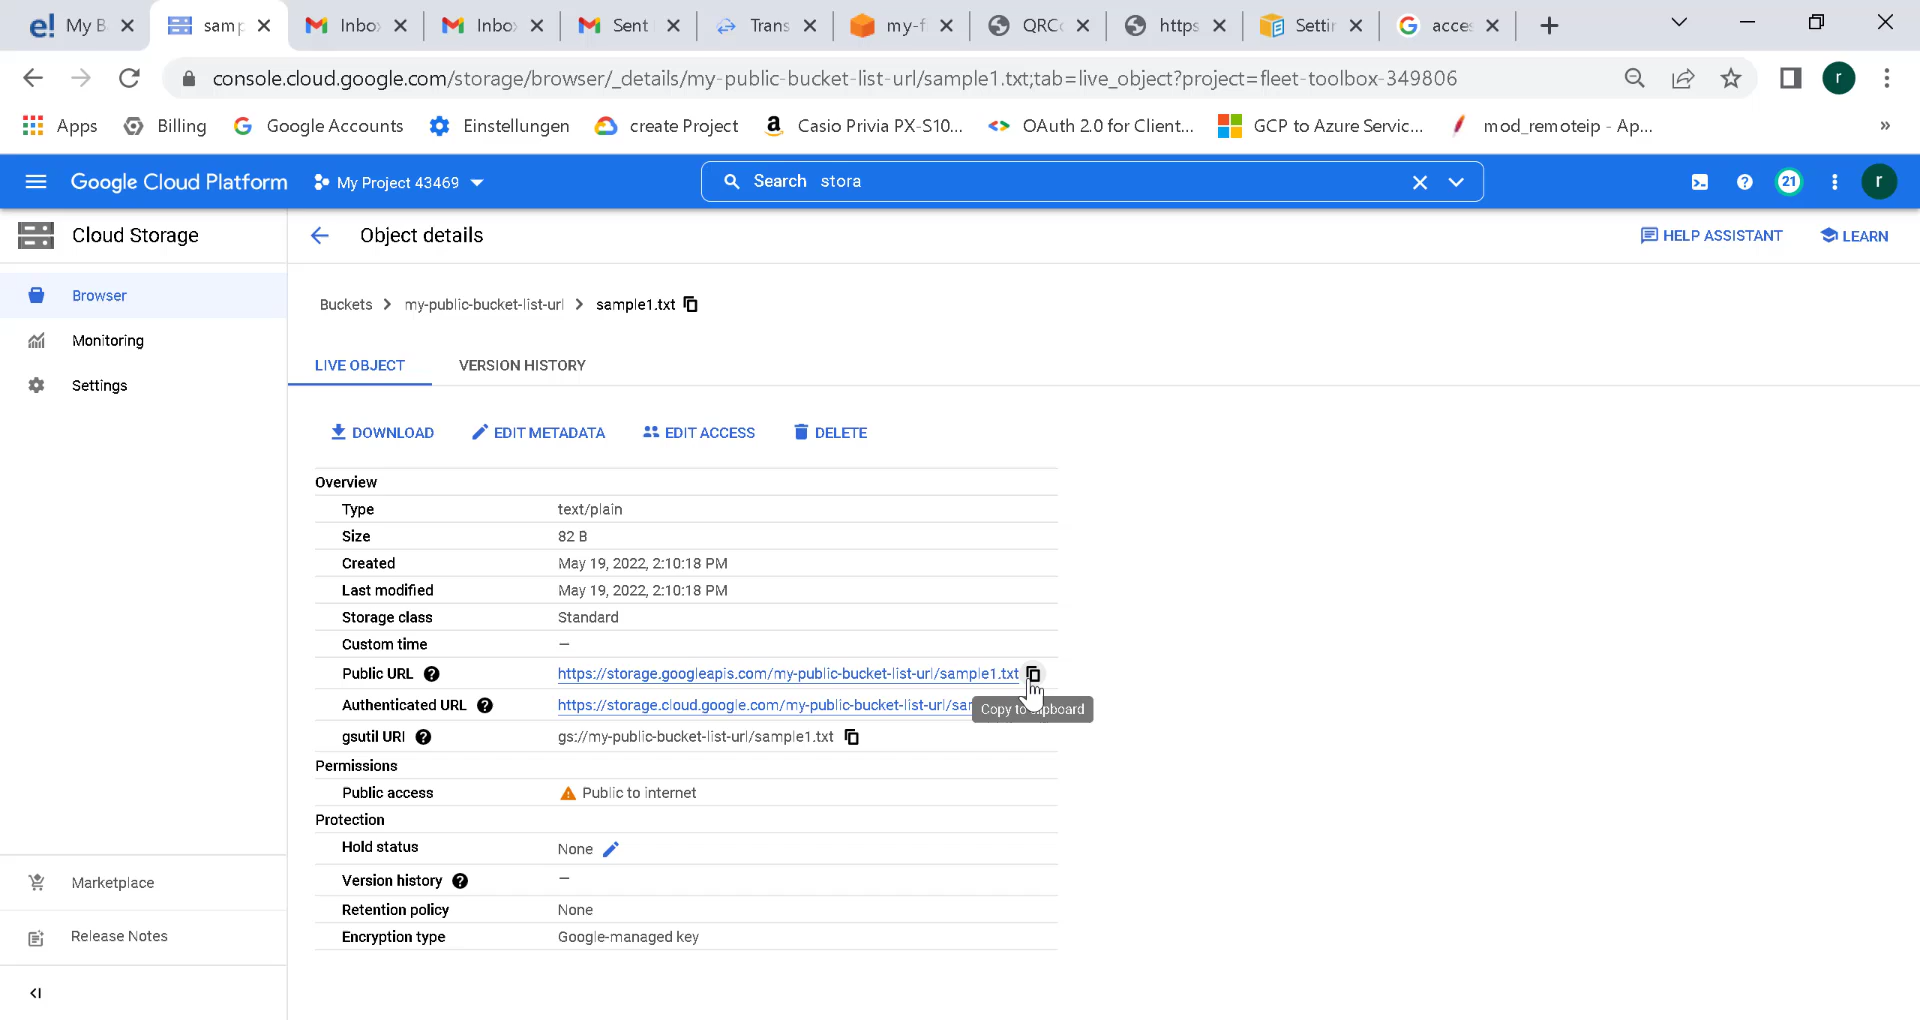 e! My B
samp
Inbo
Inbo
Sent
Trans
my-f
QRC
https
Settin
acces
console.cloud.google.com/storage/browser/_details/my-public-bucket-list-url/sample1.txt;tab=live_object?project=fleet-toolbox-349806
r
Apps
Billing
Google Accounts
Einstellungen
create Project
a Casio Privia PX-S10...
OAuth 2.0 for Client...
GCP to Azure Servic...
mod_remoteip - Ap...
»
Google Cloud Platform
My Project 43469
Search stora
21
r
Cloud Storage
Object details
HELP ASSISTANT
LEARN
Browser
Monitoring
Settings
Buckets > my-public-bucket-list-url > sample1.txt
LIVE OBJECT
VERSION HISTORY
DOWNLOAD
EDIT METADATA
EDIT ACCESS
DELETE
Overview
Type text/plain
Size 82 B
Created May 19, 2022, 2:10:18 PM
Last modified May 19, 2022, 2:10:18 PM
Storage class Standard
Custom time —
Public URL https://storage.googleapis.com/my-public-bucket-list-url/sample1.txt
Authenticated URL https://storage.cloud.google.com/my-public-bucket-list-url/sa
Copy to clipboard
gsutil URI gs://my-public-bucket-list-url/sample1.txt
Permissions
Public access Public to internet
Protection
Hold status None
Version history —
Retention policy None
Encryption type Google-managed key
Marketplace
Release Notes